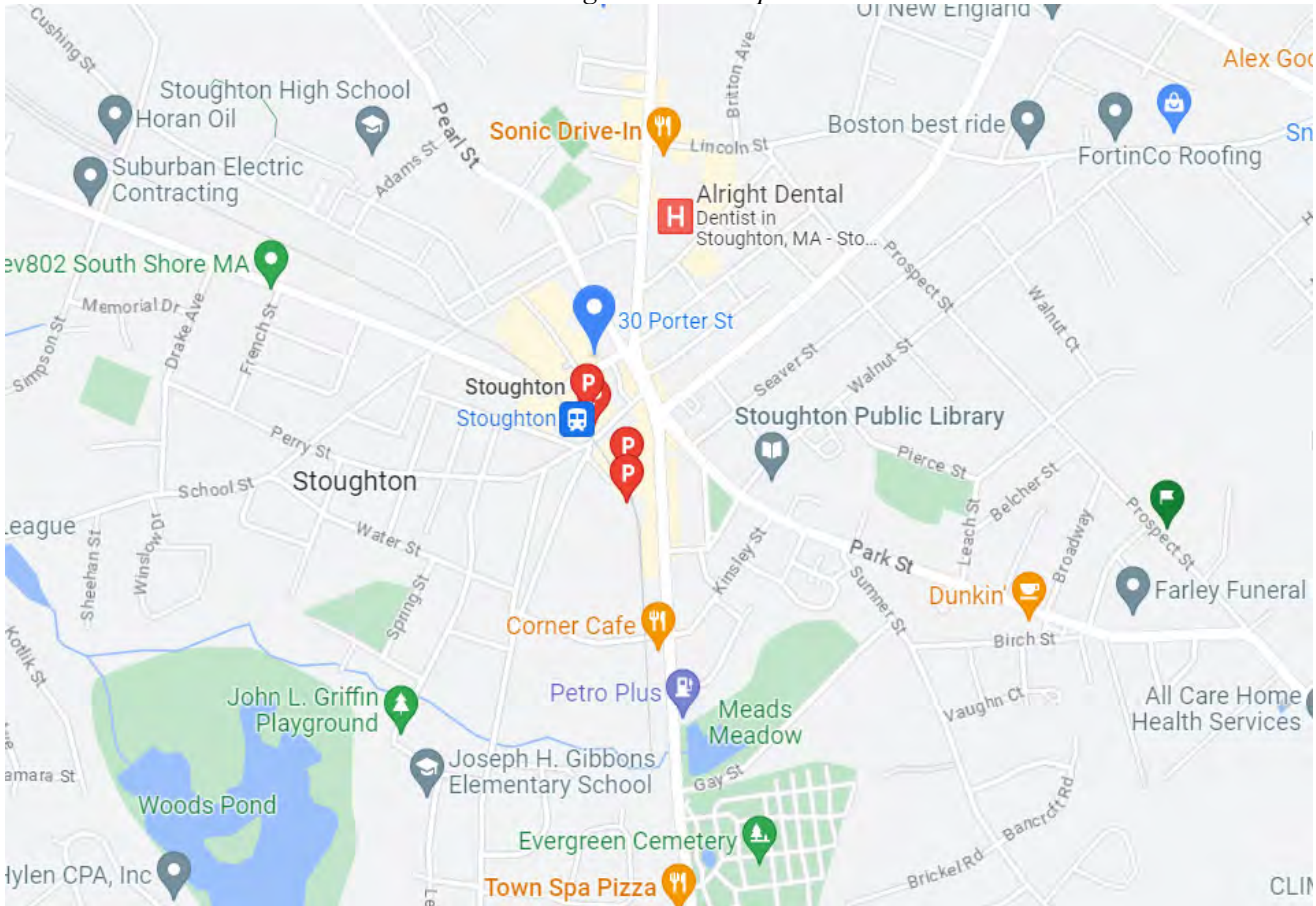 Of New England
Cushing St
Alex Goo
Stoughton High School
Horan Oil
Britton Ave
Pearl St
Sonic Drive-In
Boston best ride
Lincoln St
Sn
FortinCo Roofing
Adams St
Suburban Electric
Contracting
Alright Dental
Dentist in
Stoughton, MA - Sto...
H
ev802 South Shore MA
Prospect St
Memorial Dr
Walnut Ct
Drake Ave
French St
Simpson St
30 Porter St
Seaver St
Walnut St
Stoughton
P
Stoughton
Stoughton Public Library
Perry St
P
P
Pierce St
Stoughton
School St
Belcher St
Leach St
Broadway
Prospect St
League
Water St
Winslow Dr
Sheehan St
Kinsley St
Park St
Sumner St
Dunkin'
Farley Funeral
Spring St
Corner Cafe
Birch St
Kotlik St
John L. Griffin
Playground
Petro Plus
Meads
Meadow
Vaughn Ct
All Care Home
Health Services
Joseph H. Gibbons
Elementary School
amara St
Gay St
Woods Pond
Bancroft Rd
Evergreen Cemetery
Brickel Rd
Hylen CPA, Inc
Town Spa Pizza
Le
CLIN